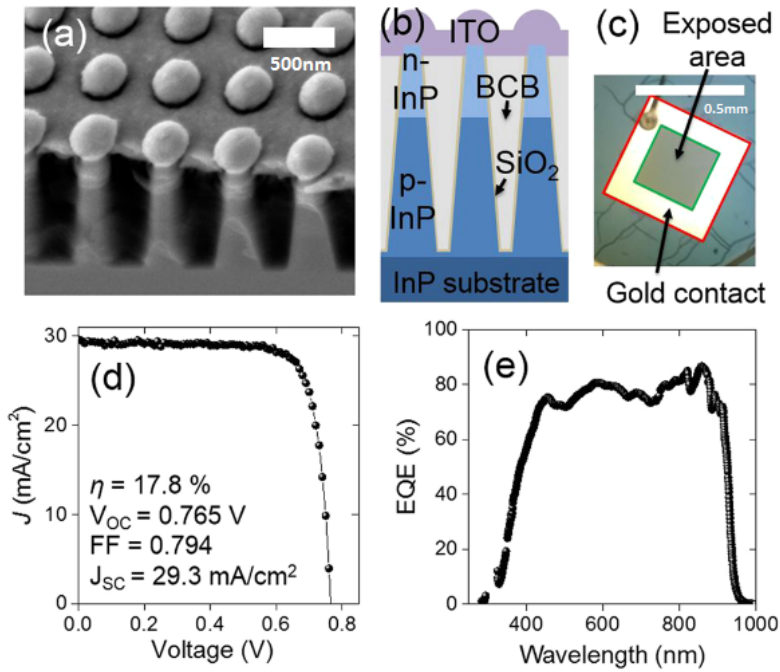 (a)
500nm
(b)
ITO
n-
InP
BCB
SiO₂
p-
InP
InP substrate
(c)
Exposed
area
0.5mm
Gold contact
(d)
30
20
10
0
J (mA/cm²)
η = 17.8 %
V_OC = 0.765 V
FF = 0.794
J_SC = 29.3 mA/cm²
0.0 0.2 0.4 0.6 0.8
Voltage (V)
(e)
100
80
60
40
20
0
EQE (%)
400 600 800 1000
Wavelength (nm)